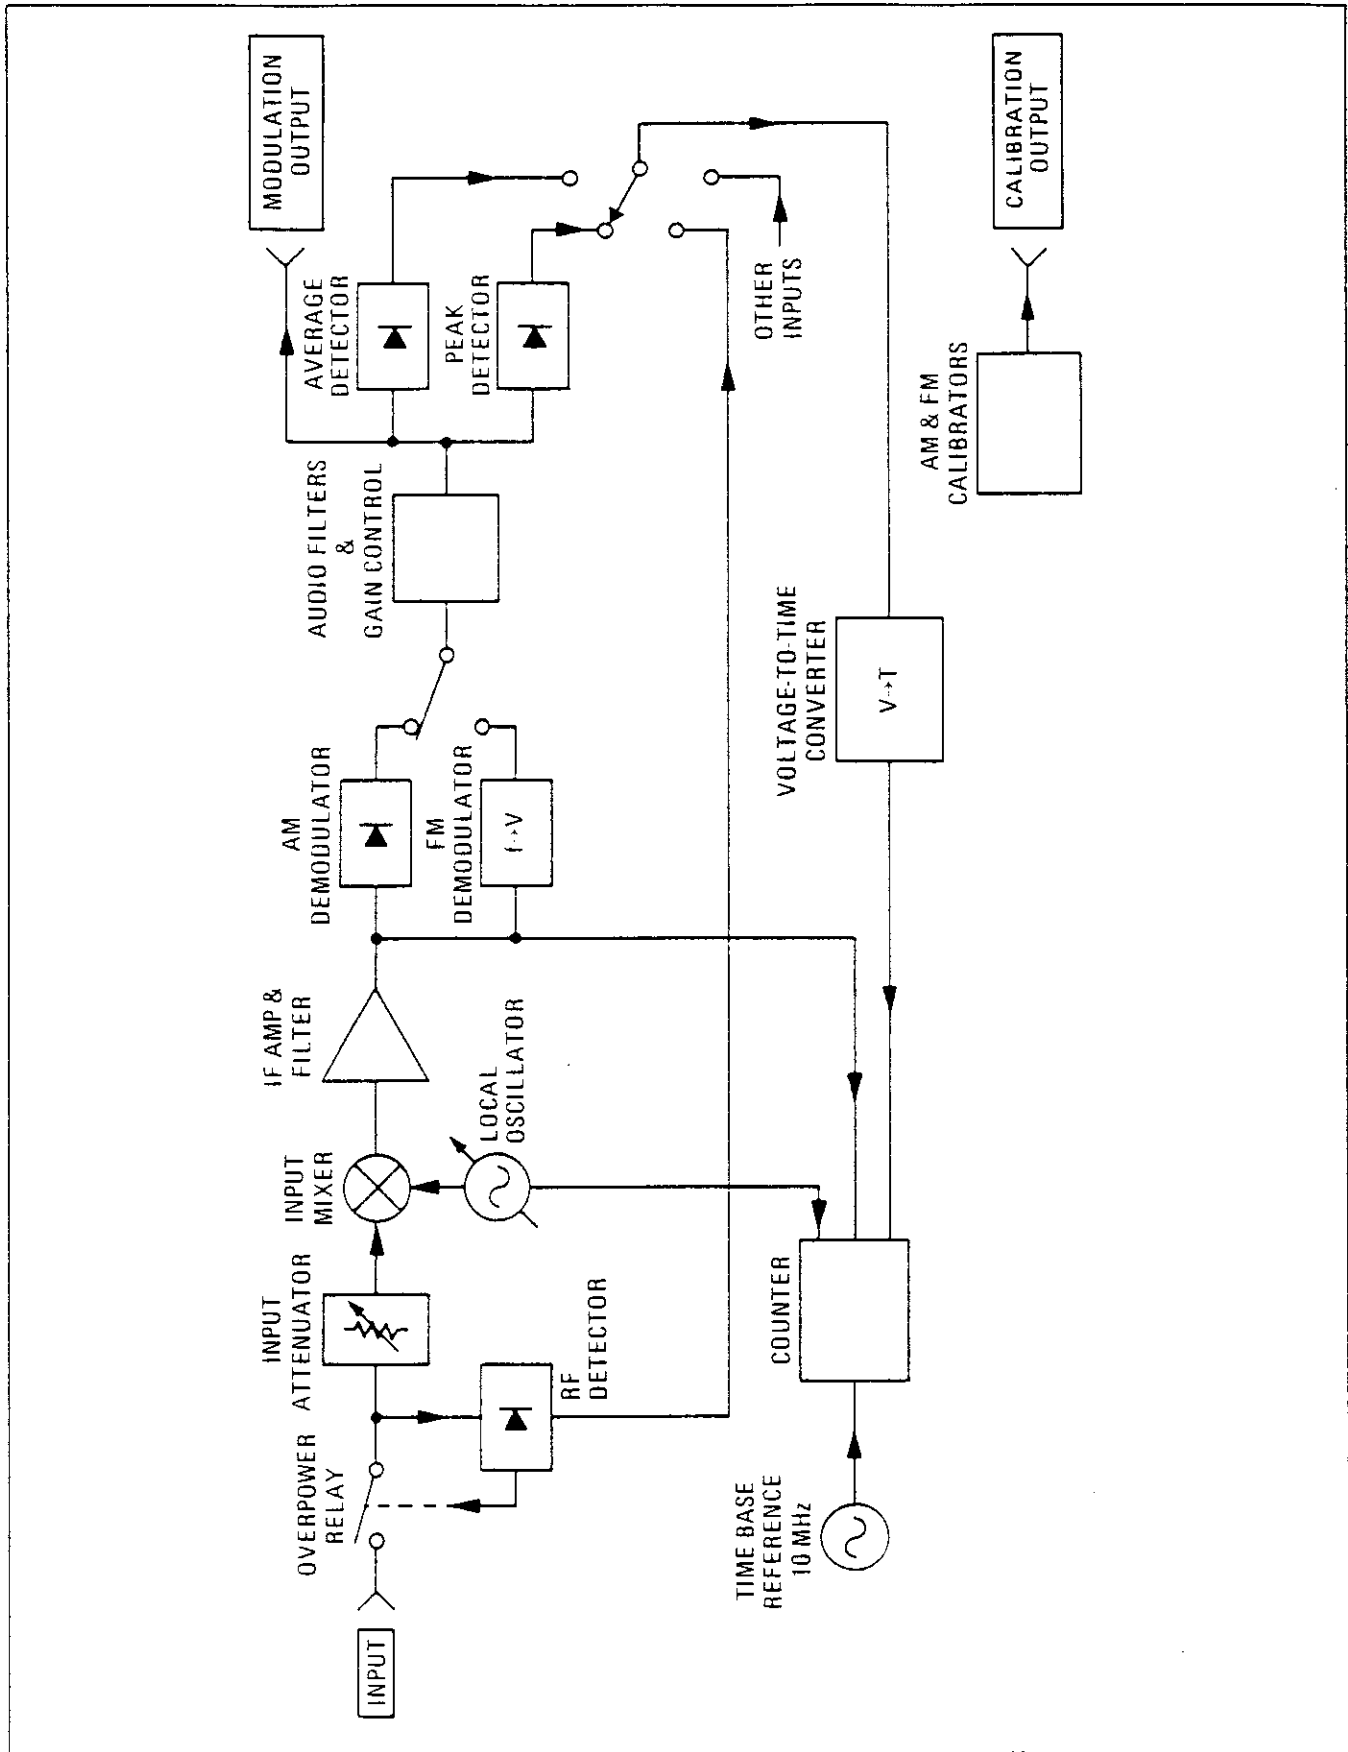 INPUT
OVERPOWER
RELAY
INPUT
ATTENUATOR
RF
DETECTOR
INPUT
MIXER
LOCAL
OSCILLATOR
IF AMP &
FILTER
AM
DEMODULATOR
FM
DEMODULATOR
f→V
AUDIO FILTERS
&
GAIN CONTROL
AVERAGE
DETECTOR
PEAK
DETECTOR
MODULATION
OUTPUT
OTHER
INPUTS
TIME BASE
REFERENCE
10 MHz
COUNTER
VOLTAGE-TO-TIME
CONVERTER
V→T
AM & FM
CALIBRATORS
CALIBRATION
OUTPUT